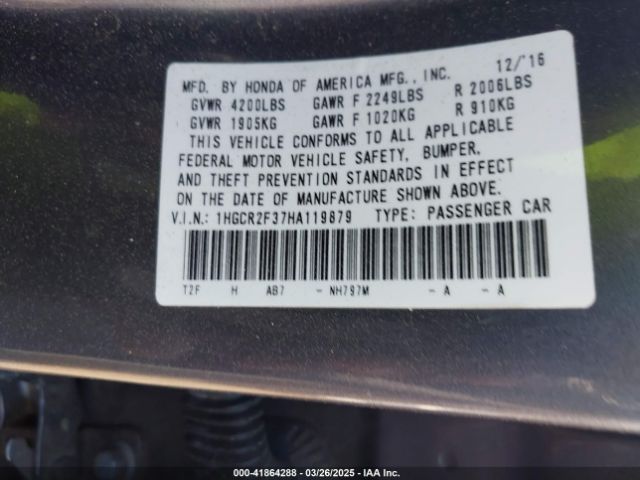 MFD. BY HONDA OF AMERICA MFG., INC. 12/'16
GVWR 4200LBS GAWR F 2249LBS R 2006LBS
GVWR 1905KG GAWR F 1020KG R 910KG
THIS VEHICLE CONFORMS TO ALL APPLICABLE
FEDERAL MOTOR VEHICLE SAFETY, BUMPER,
AND THEFT PREVENTION STANDARDS IN EFFECT
ON THE DATE OF MANUFACTURE SHOWN ABOVE.
V.I.N.: 1HGCR2F37HA119879 TYPE: PASSENGER CAR
T2F H AB7 - NH797M - A - A
000-41864288 - 03/26/2025 - IAA Inc.